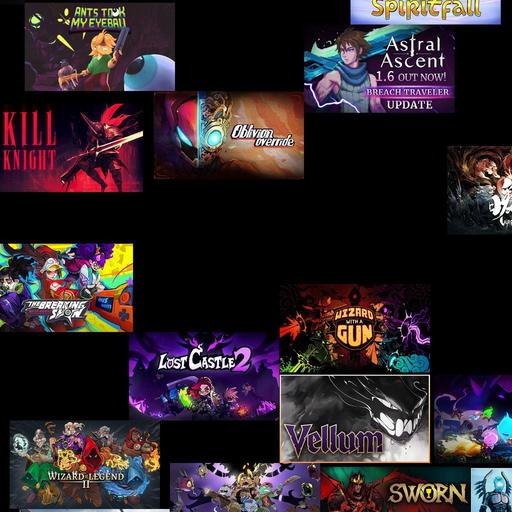 Spiritfall
ANTS TOOK
MY EYEBALL
Astral
Ascent
1.6 OUT NOW!
BREACH TRAVELER
UPDATE
KILL
KNIGHT
Oblivion
override
THE BREAKING
SHOW
WIZARD
WITH A
GUN
LOST CASTLE 2
Vellum
WIZARD OF LEGEND
II
SWORN